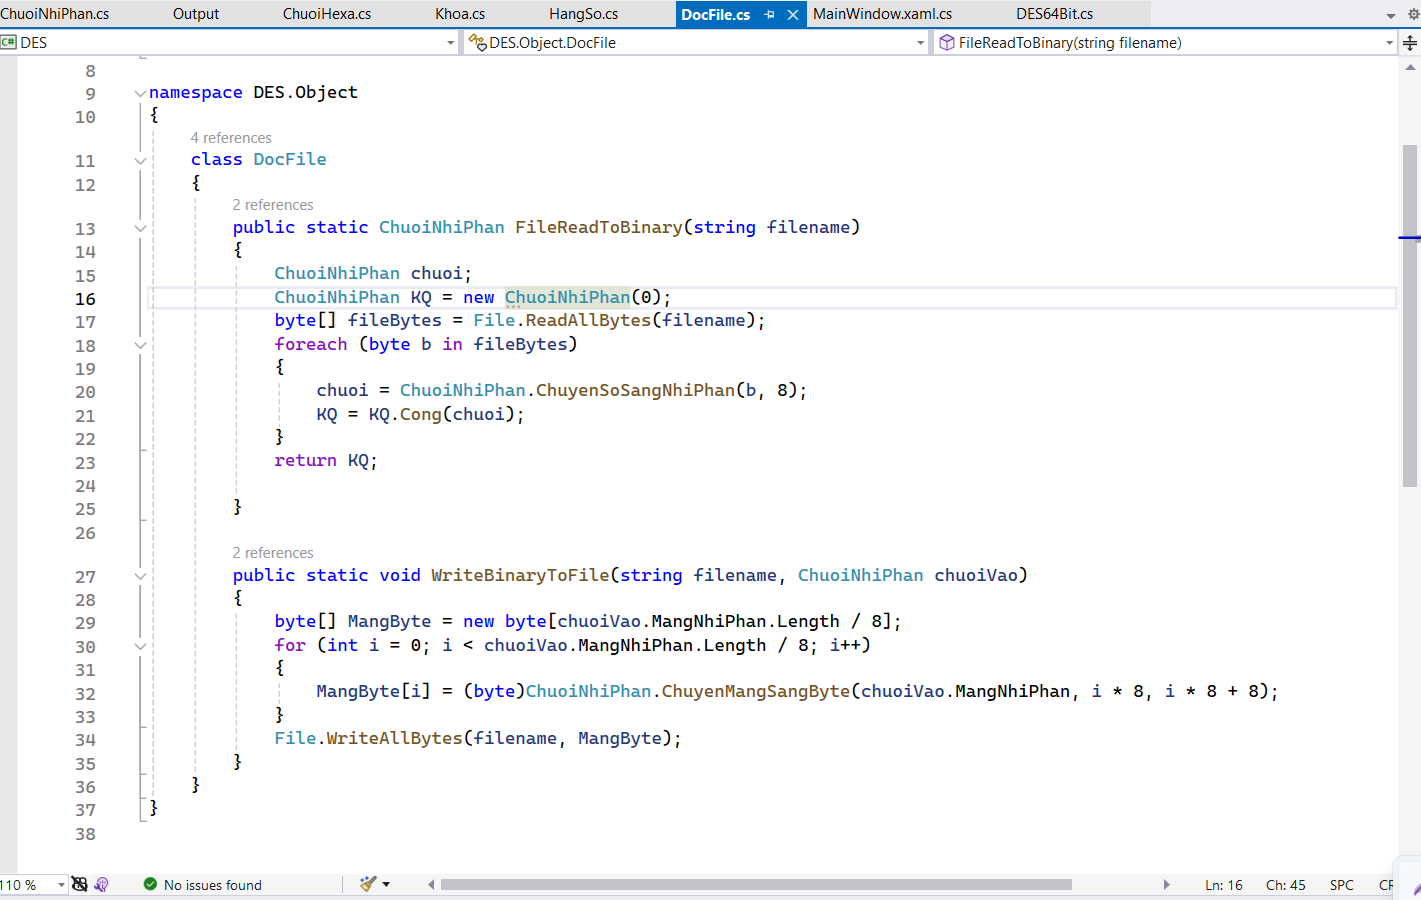 ChuoiNhiPhan.cs Output ChuoiHexa.cs Khoa.cs HangSo.cs DocFile.cs MainWindow.xaml.cs DES64Bit.cs
C# DES DES.Object.DocFile FileReadToBinary(string filename)
8
9 namespace DES.Object
10 {
4 references
11 class DocFile
12 {
2 references
13 public static ChuoiNhiPhan FileReadToBinary(string filename)
14 {
15 ChuoiNhiPhan chuoi;
16 ChuoiNhiPhan KQ = new ChuoiNhiPhan(0);
17 byte[] fileBytes = File.ReadAllBytes(filename);
18 foreach (byte b in fileBytes)
19 {
20 chuoi = ChuoiNhiPhan.ChuyenSoSangNhiPhan(b, 8);
21 KQ = KQ.Cong(chuoi);
22 }
23 return KQ;
24
25 }
26
2 references
27 public static void WriteBinaryToFile(string filename, ChuoiNhiPhan chuoiVao)
28 {
29 byte[] MangByte = new byte[chuoiVao.MangNhiPhan.Length / 8];
30 for (int i = 0; i < chuoiVao.MangNhiPhan.Length / 8; i++)
31 {
32 MangByte[i] = (byte)ChuoiNhiPhan.ChuyenMangSangByte(chuoiVao.MangNhiPhan, i * 8, i * 8 + 8);
33 }
34 File.WriteAllBytes(filename, MangByte);
35 }
36 }
37 }
38
110 % No issues found Ln: 16 Ch: 45 SPC CR